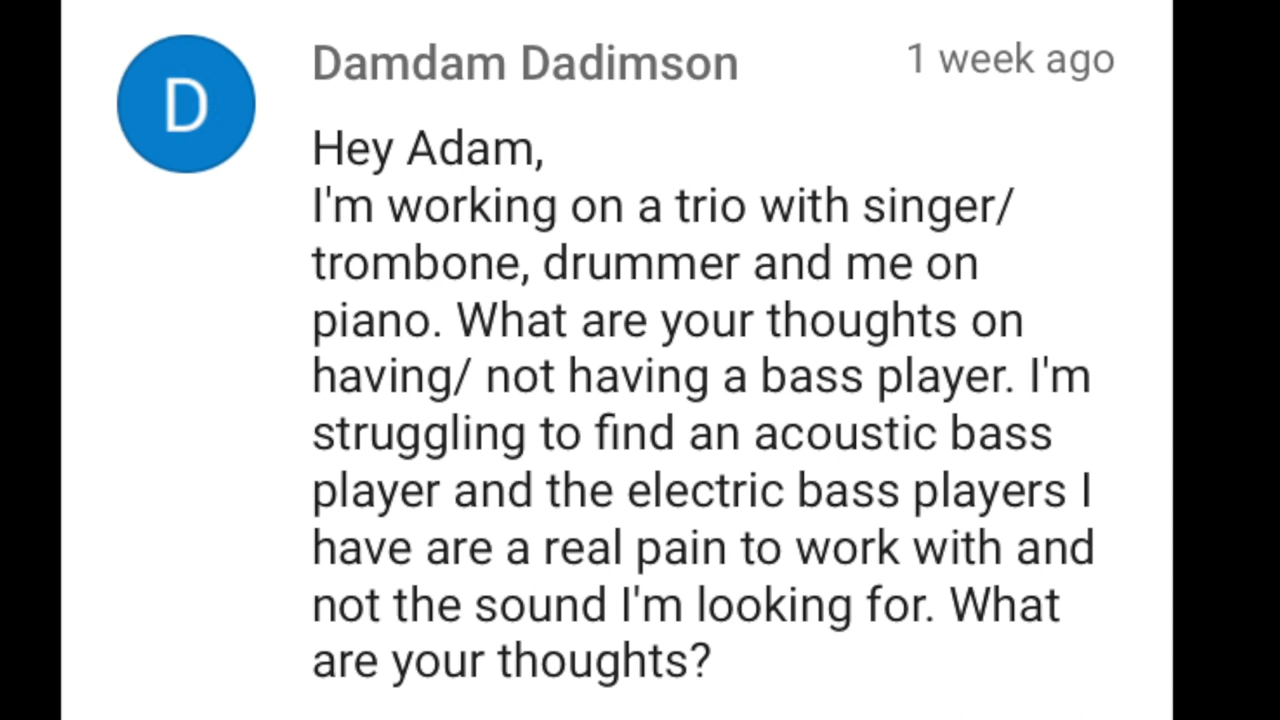 D
Damdam Dadimson
1 week ago
Hey Adam,
I'm working on a trio with singer/
trombone, drummer and me on
piano. What are your thoughts on
having/ not having a bass player. I'm
struggling to find an acoustic bass
player and the electric bass players I
have are a real pain to work with and
not the sound I'm looking for. What
are your thoughts?